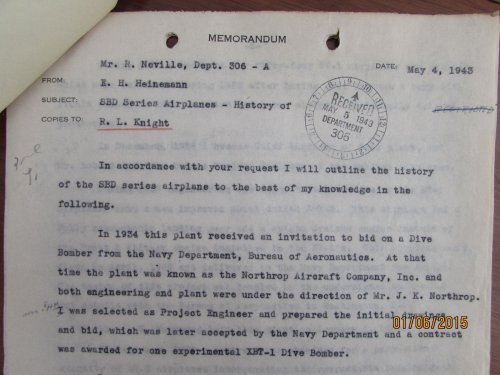 MEMORANDUM
Mr. R. Neville, Dept. 306 - A
DATE: May 4, 1943
FROM: E. H. Heinemann
SUBJECT: SBD Series Airplanes - History of
COPIES TO: R. L. Knight
A
RECEIVED
MAY 5 1943
DEPARTMENT
306
RESTRICTED
In accordance with your request I will outline the history
of the SBD series airplane to the best of my knowledge in the
following.
In 1934 this plant received an invitation to bid on a Dive
Bomber from the Navy Department, Bureau of Aeronautics. At that
time the plant was known as the Northrop Aircraft Company, Inc. and
both engineering and plant were under the direction of Mr. J. K. Northrop.
I was selected as Project Engineer and prepared the initial drawings
and bid, which was later accepted by the Navy Department and a contract
was awarded for one experimental XBT-1 Dive Bomber.
01/06/2015